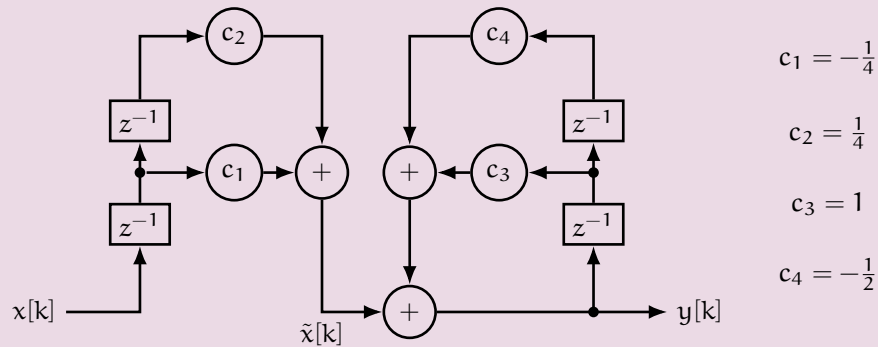 c₂
c₄
c₁ = −1/4
z⁻¹
z⁻¹
c₂ = 1/4
c₁
+
+
c₃
c₃ = 1
z⁻¹
z⁻¹
c₄ = −1/2
x[k]
+
y[k]
x̃[k]